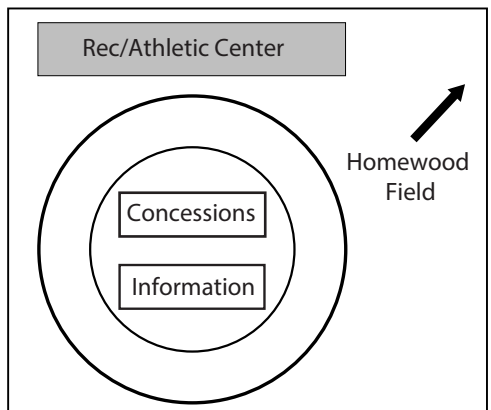 Rec/Athletic Center
Homewood
Field
Concessions
Information